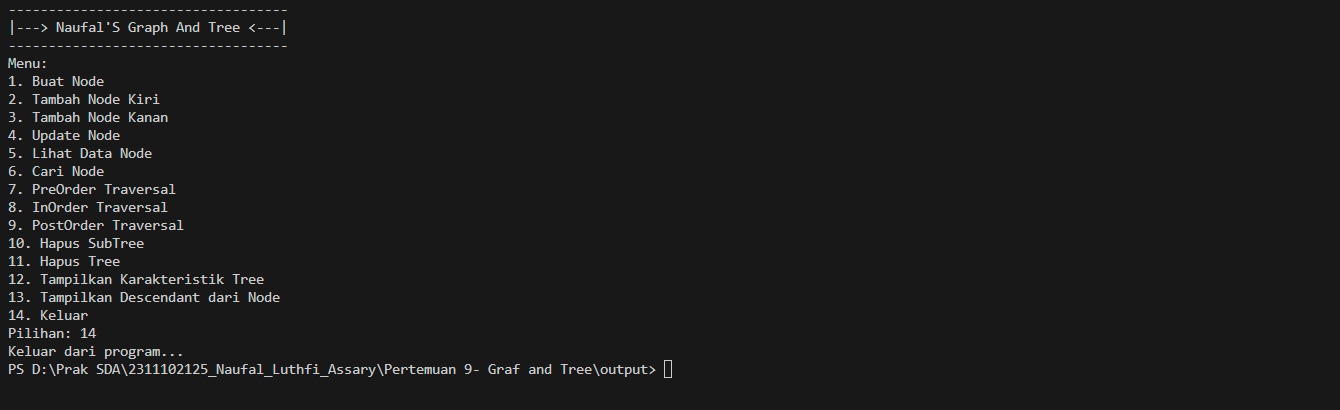 -----------------------------------
|---> Naufal'S Graph And Tree <---|
-----------------------------------
Menu:
1. Buat Node
2. Tambah Node Kiri
3. Tambah Node Kanan
4. Update Node
5. Lihat Data Node
6. Cari Node
7. PreOrder Traversal
8. InOrder Traversal
9. PostOrder Traversal
10. Hapus SubTree
11. Hapus Tree
12. Tampilkan Karakteristik Tree
13. Tampilkan Descendant dari Node
14. Keluar
Pilihan: 14
Keluar dari program...
PS D:\Prak SDA\2311102125_Naufal_Luthfi_Assary\Pertemuan 9- Graf and Tree\output>